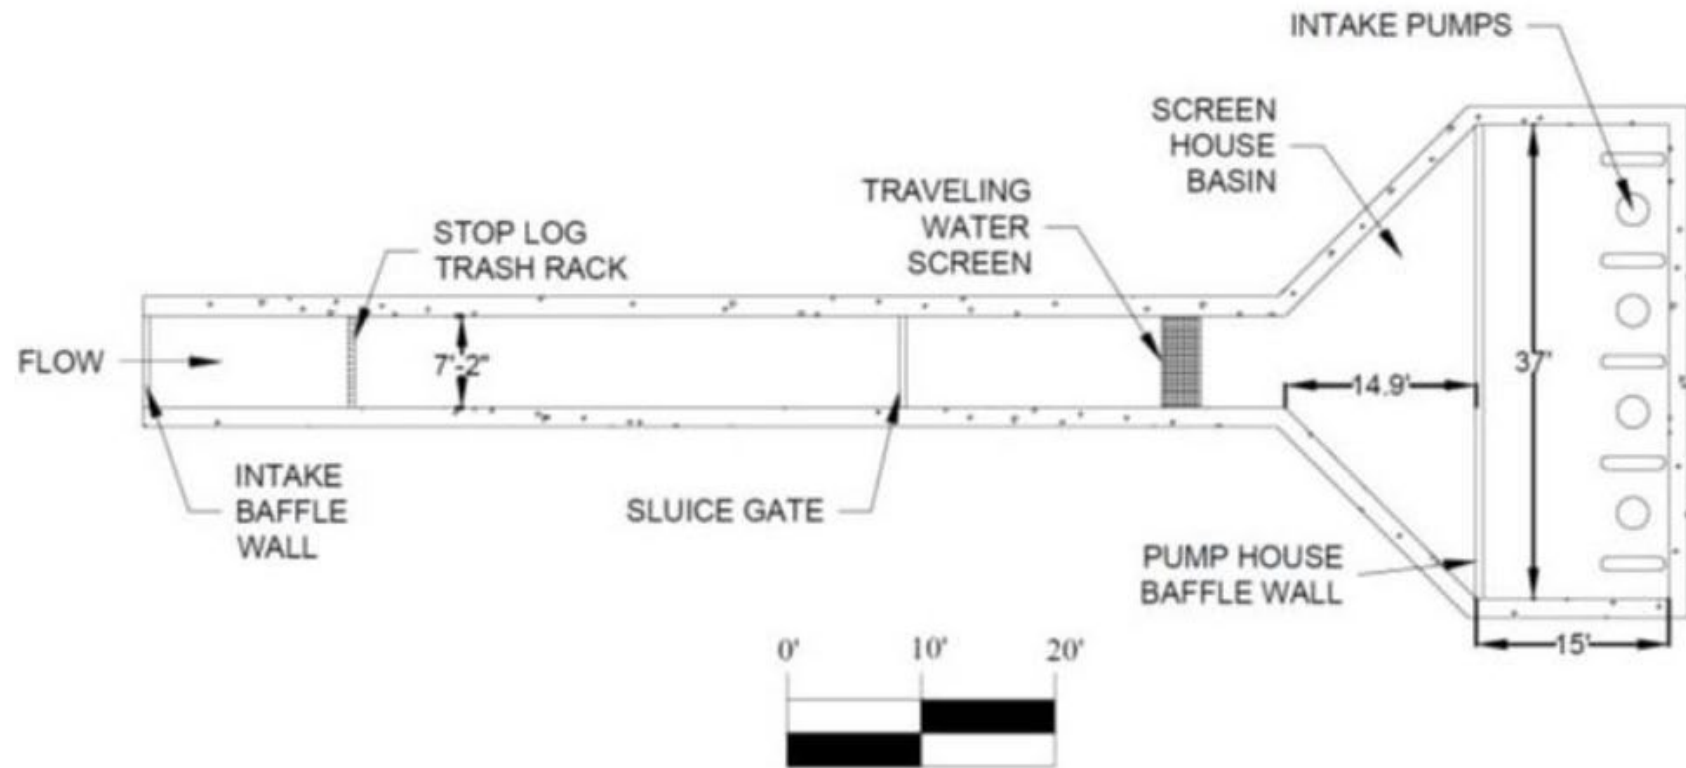 INTAKE PUMPS
SCREEN
HOUSE
BASIN
TRAVELING
WATER
SCREEN
STOP LOG
TRASH RACK
FLOW
7'-2"
14.9'
37'
INTAKE
BAFFLE
WALL
SLUICE GATE
PUMP HOUSE
BAFFLE WALL
15'
0' 10' 20'